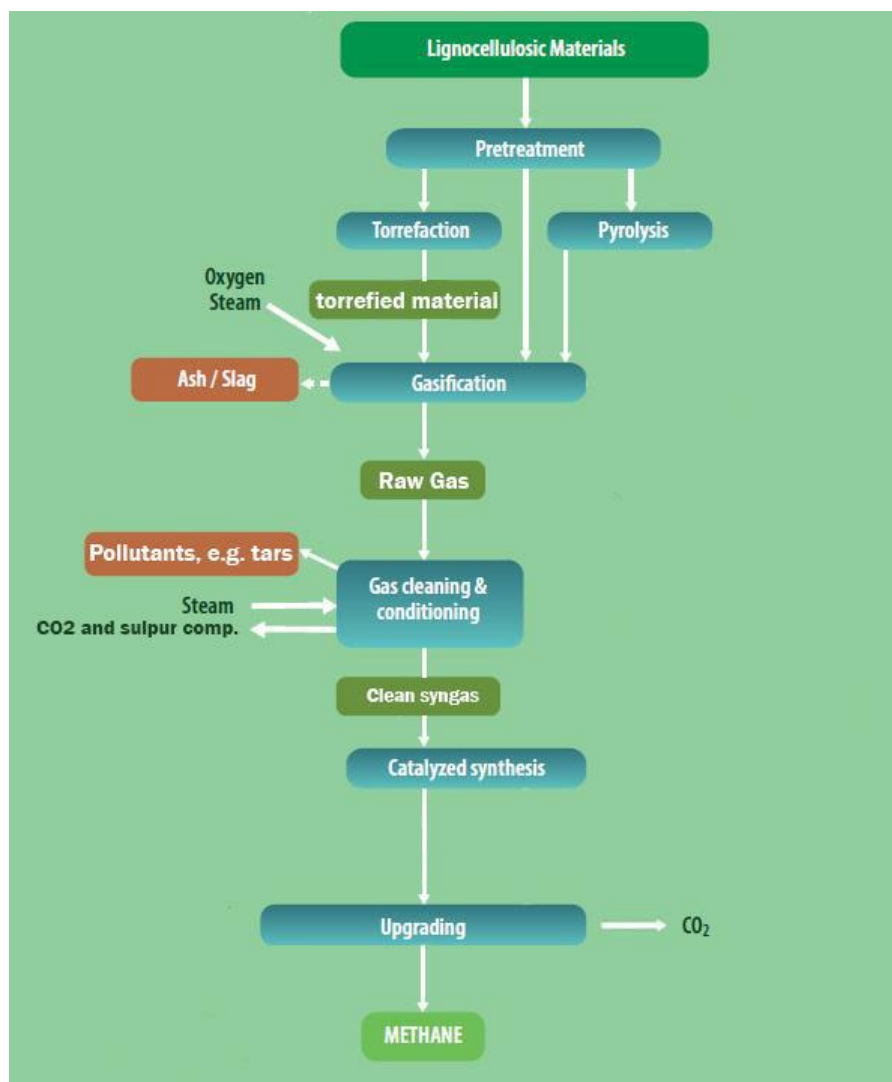 Lignocellulosic Materials
Pretreatment
Torrefaction
Pyrolysis
Oxygen
Steam
torrefied material
Ash / Slag
Gasification
Raw Gas
Pollutants, e.g. tars
Gas cleaning &
conditioning
Steam
CO2 and sulpur comp.
Clean syngas
Catalyzed synthesis
Upgrading
CO₂
METHANE